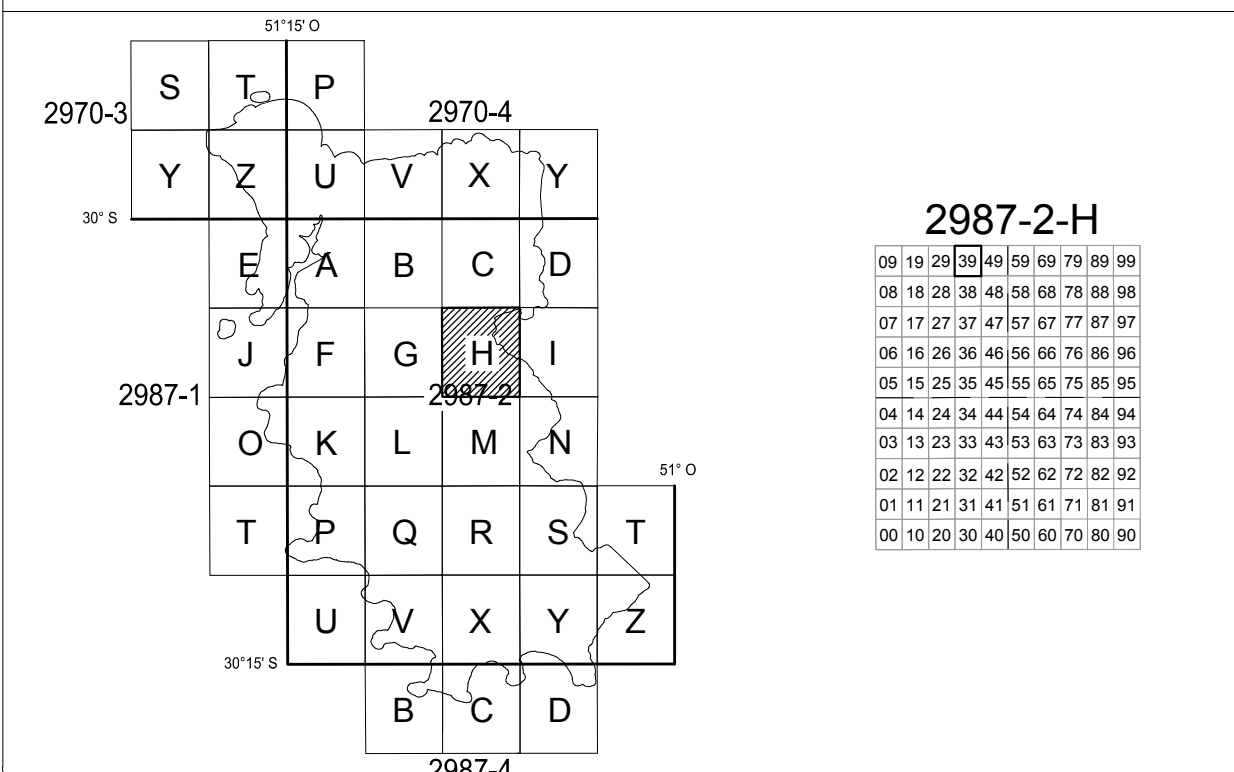 51°15' O
S T P
2970-3
2970-4
Y Z U V X Y
30° S
E A B C D
J F G H I
2987-1
2987-2
O K L M N
51° O
T P Q R S T
U V X Y Z
30°15' S
B C D
2987-4
2987-2-H
09 19 29 39 49 59 69 79 89 99
08 18 28 38 48 58 68 78 88 98
07 17 27 37 47 57 67 77 87 97
06 16 26 36 46 56 66 76 86 96
05 15 25 35 45 55 65 75 85 95
04 14 24 34 44 54 64 74 84 94
03 13 23 33 43 53 63 73 83 93
02 12 22 32 42 52 62 72 82 92
01 11 21 31 41 51 61 71 81 91
00 10 20 30 40 50 60 70 80 90